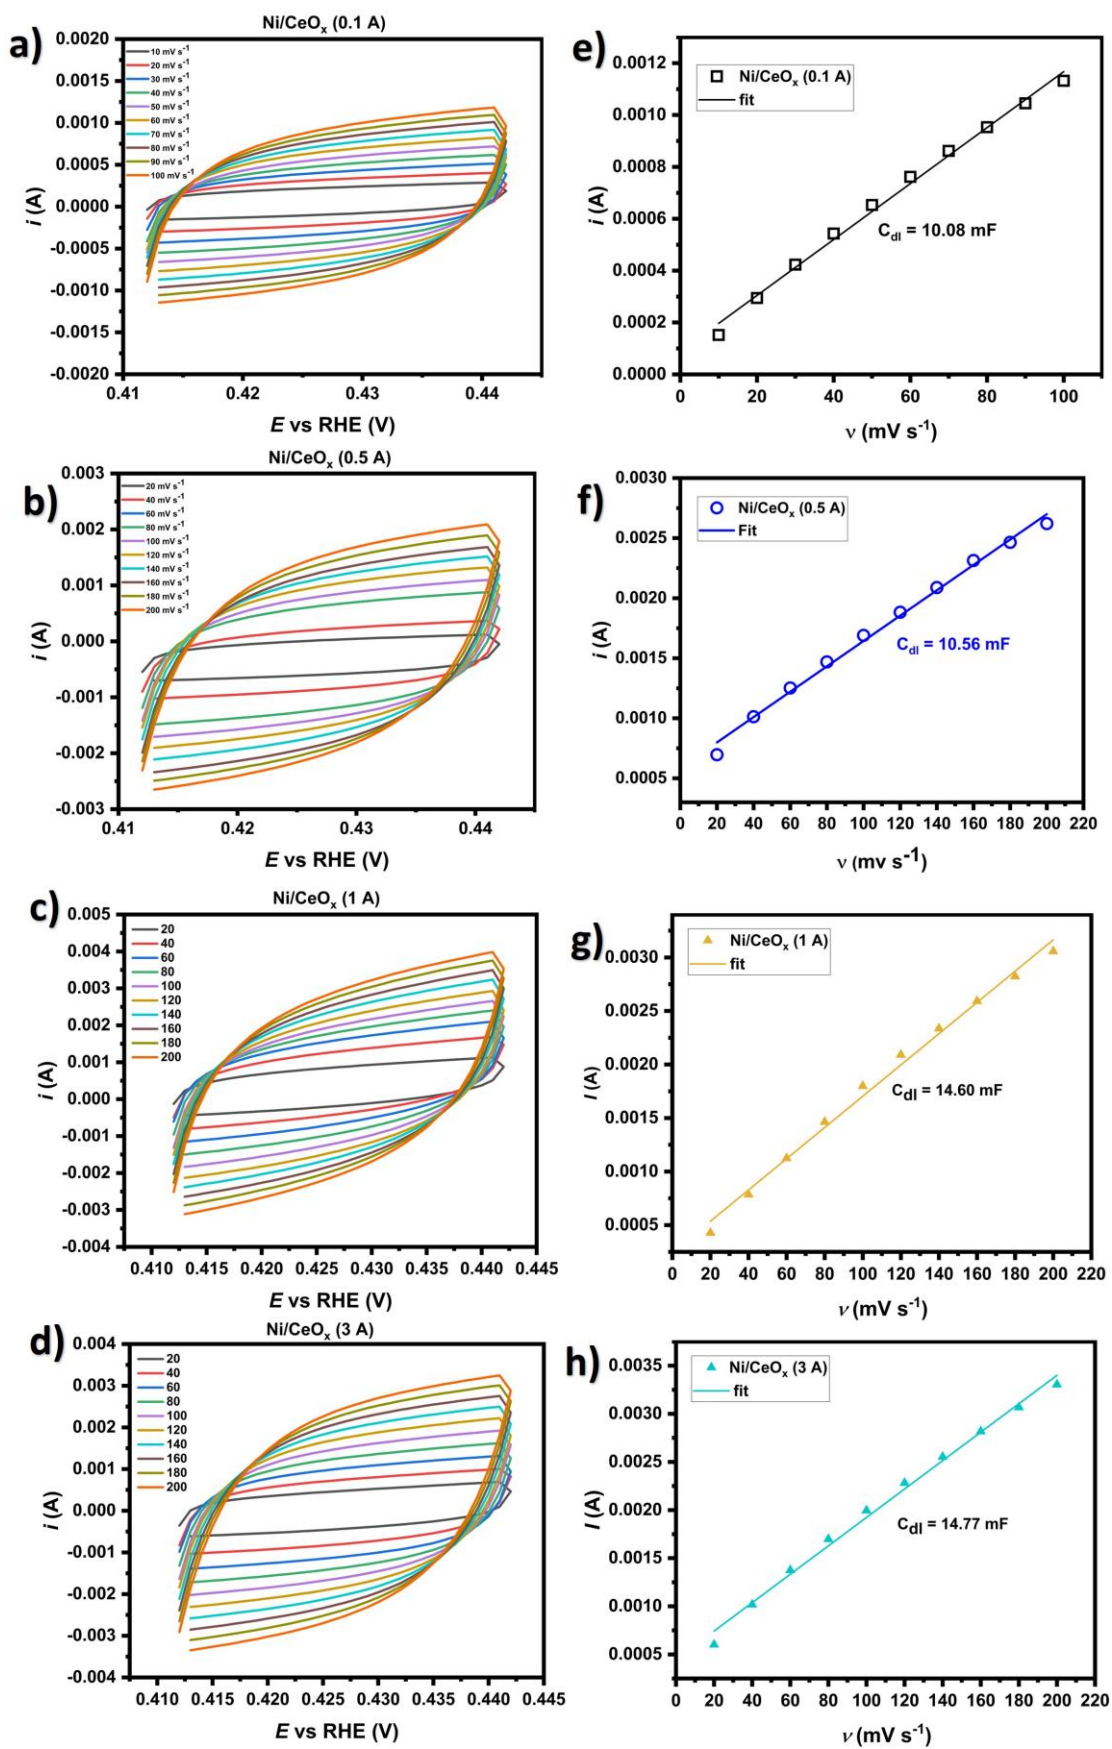 a)
Ni/CeOₓ (0.1 A)
10 mV s⁻¹
20 mV s⁻¹
30 mV s⁻¹
40 mV s⁻¹
50 mV s⁻¹
60 mV s⁻¹
70 mV s⁻¹
80 mV s⁻¹
90 mV s⁻¹
100 mV s⁻¹
0.0020
0.0015
0.0010
0.0005
0.0000
-0.0005
-0.0010
-0.0015
-0.0020
i (A)
0.41 0.42 0.43 0.44
E vs RHE (V)
e)
Ni/CeOₓ (0.1 A)
fit
0.0012
0.0010
0.0008
0.0006
0.0004
0.0002
0.0000
i (A)
C_dl = 10.08 mF
0 20 40 60 80 100
ν (mV s⁻¹)
b)
Ni/CeOₓ (0.5 A)
20 mV s⁻¹
40 mV s⁻¹
60 mV s⁻¹
80 mV s⁻¹
100 mV s⁻¹
120 mV s⁻¹
140 mV s⁻¹
160 mV s⁻¹
180 mV s⁻¹
200 mV s⁻¹
0.003
0.002
0.001
0.000
-0.001
-0.002
-0.003
i (A)
0.41 0.42 0.43 0.44
E vs RHE (V)
f)
Ni/CeOₓ (0.5 A)
Fit
0.0030
0.0025
0.0020
0.0015
0.0010
0.0005
i (A)
C_dl = 10.56 mF
0 20 40 60 80 100 120 140 160 180 200 220
ν (mv s⁻¹)
c)
Ni/CeOₓ (1 A)
20
40
60
80
100
120
140
160
180
200
0.005
0.004
0.003
0.002
0.001
0.000
-0.001
-0.002
-0.003
-0.004
i (A)
0.410 0.415 0.420 0.425 0.430 0.435 0.440 0.445
E vs RHE (V)
g)
Ni/CeOₓ (1 A)
fit
0.0030
0.0025
0.0020
0.0015
0.0010
0.0005
I (A)
C_dl = 14.60 mF
0 20 40 60 80 100 120 140 160 180 200 220
ν (mV s⁻¹)
d)
Ni/CeOₓ (3 A)
20
40
60
80
100
120
140
160
180
200
0.004
0.003
0.002
0.001
0.000
-0.001
-0.002
-0.003
-0.004
i (A)
0.410 0.415 0.420 0.425 0.430 0.435 0.440 0.445
E vs RHE (V)
h)
Ni/CeOₓ (3 A)
fit
0.0035
0.0030
0.0025
0.0020
0.0015
0.0010
0.0005
I (A)
C_dl = 14.77 mF
0 20 40 60 80 100 120 140 160 180 200 220
ν (mV s⁻¹)